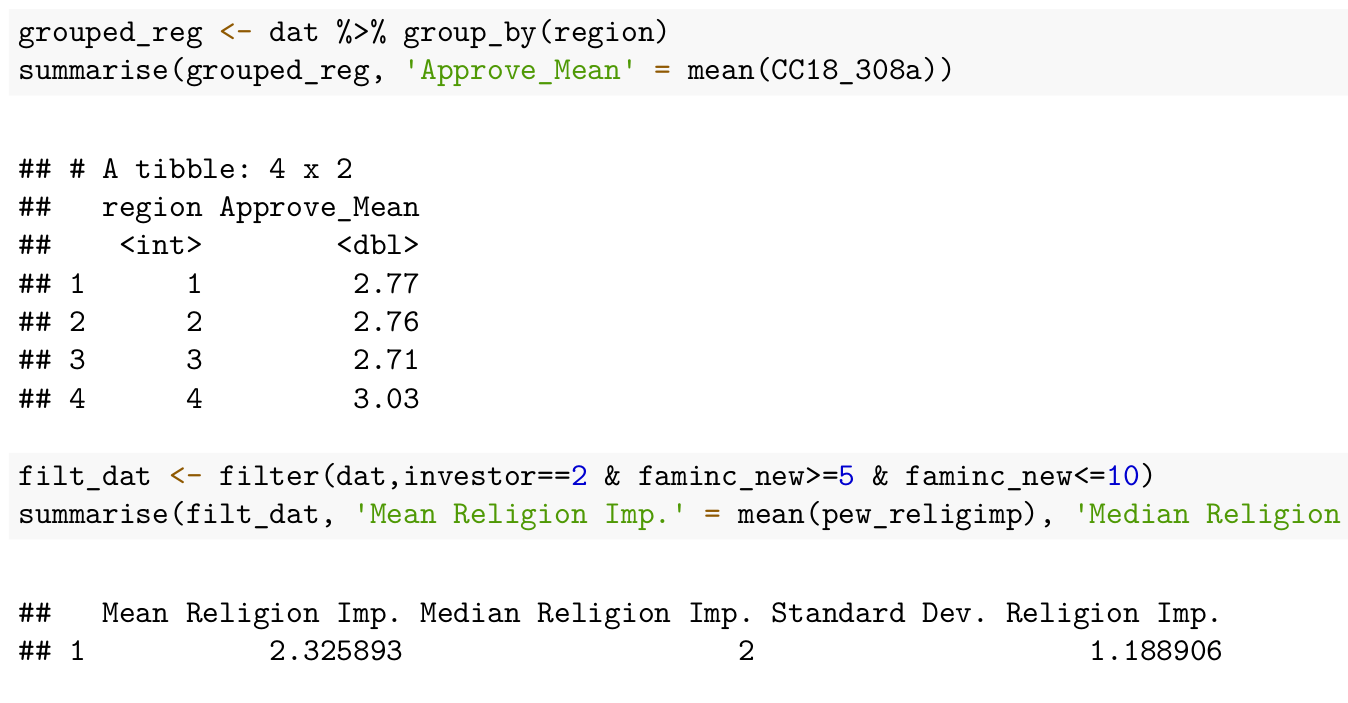 grouped_reg <- dat %>% group_by(region)
summarise(grouped_reg, 'Approve_Mean' = mean(CC18_308a))
## # A tibble: 4 x 2
##   region Approve_Mean
##    <int>        <dbl>
## 1      1         2.77
## 2      2         2.76
## 3      3         2.71
## 4      4         3.03
filt_dat <- filter(dat,investor==2 & faminc_new>=5 & faminc_new<=10)
summarise(filt_dat, 'Mean Religion Imp.' = mean(pew_religimp), 'Median Religion
##   Mean Religion Imp. Median Religion Imp. Standard Dev. Religion Imp.
## 1           2.325893                    2                    1.188906